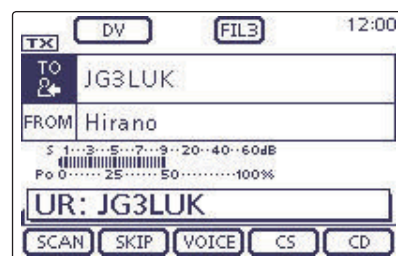 DV FIL3 12:00
TX
TO JG3LUK
FROM Hirano
S 1···3···5···7···9··20··40··60dB
Po 0······25······50···········100%
UR: JG3LUK
SCAN SKIP VOICE CS CD